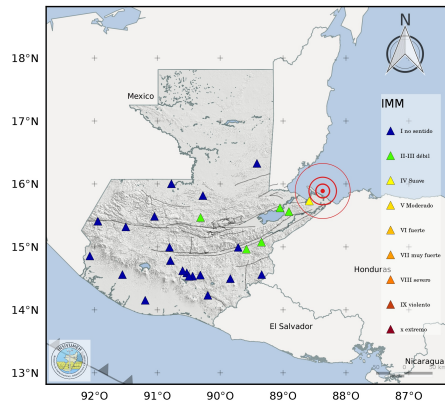 N
18°N
17°N
16°N
15°N
14°N
13°N
Mexico
Honduras
El Salvador
Nicaragua
IMM
I no sentido
II-III débil
IV Suave
V Moderado
VI fuerte
VII muy fuerte
VIII severo
IX violento
x extremo
92°O
91°O
90°O
89°O
88°O
87°O